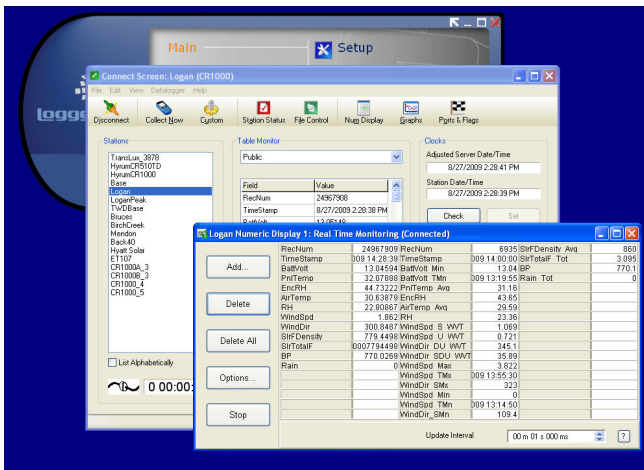 Main
Setup
Logge
Connect Screen: Logan (CR1000)
File Edit View Datalogger Help
Disconnect Collect Now Custom Station Status File Control Num Display Graphs Ports & Flags
Stations
TransLux_3878
HyrumCR510TD
HyrumCR1000
Base
Logan
LoganPeak
TWDBase
Bruces
BirchCreek
Mendon
Back40
Hyatt Solar
ET107
CR1000A_3
CR1000B_3
CR1000_4
CR1000_5
List Alphabetically
0 00:00:
Table Monitor
Public
Field Value
RecNum 24967908
TimeStamp 8/27/2009 2:28:38 PM
Clocks
Adjusted Server Date/Time
8/27/2009 2:28:41 PM
Station Date/Time
8/27/2009 2:28:39 PM
Check Set
Logan Numeric Display 1: Real Time Monitoring (Connected)
Add...
Delete
Delete All
Options...
Stop
RecNum 24967909 RecNum 6935 SlrFDensity_Avg 860
TimeStamp 009 14:28:39 TimeStamp 009 14:00:00 SlrTotalF_Tot 3.095
BattVolt 13.04594 BattVolt_Min 13.04 BP 770.1
PnlTemp 32.07888 BattVolt_TMn 009 13:19:55 Rain_Tot 0
EncRH 44.73222 PnlTemp_Avg 31.16
AirTemp 30.63879 EncRH 43.65
RH 22.80867 AirTemp_Avg 29.59
WindSpd 1.862 RH 23.36
WindDir 300.8487 WindSpd_S_WVT 1.069
SlrFDensity 779.4498 WindSpd_U_WVT 0.721
SlrTotalF 0007794498 WindDir_DU_WVT 345.1
BP 770.0269 WindDir_SDU_WVT 35.89
Rain 0 WindSpd_Max 3.822
WindSpd_TMx 009 13:55:30
WindDir_SMx 323
WindSpd_Min 0
WindSpd_TMn 009 13:14:50
WindDir_SMn 109.4
Update Interval 00 m 01 s 000 ms